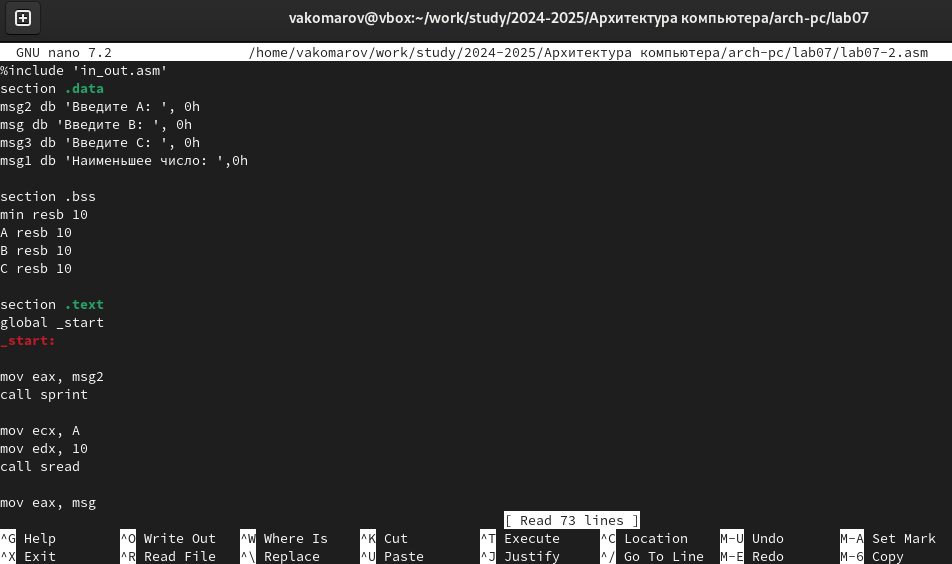 vakomarov@vbox:~/work/study/2024-2025/Архитектура компьютера/arch-pc/lab07
GNU nano 7.2 /home/vakomarov/work/study/2024-2025/Архитектура компьютера/arch-pc/lab07/lab07-2.asm
%include 'in_out.asm'
section .data
msg2 db 'Введите A: ', 0h
msg db 'Введите B: ', 0h
msg3 db 'Введите C: ', 0h
msg1 db 'Наименьшее число: ',0h
section .bss
min resb 10
A resb 10
B resb 10
C resb 10
section .text
global _start
_start:
mov eax, msg2
call sprint
mov ecx, A
mov edx, 10
call sread
mov eax, msg
[ Read 73 lines ]
^G Help ^O Write Out ^W Where Is ^K Cut ^T Execute ^C Location M-U Undo M-A Set Mark
^X Exit ^R Read File ^\ Replace ^U Paste ^J Justify ^/ Go To Line M-E Redo M-6 Copy